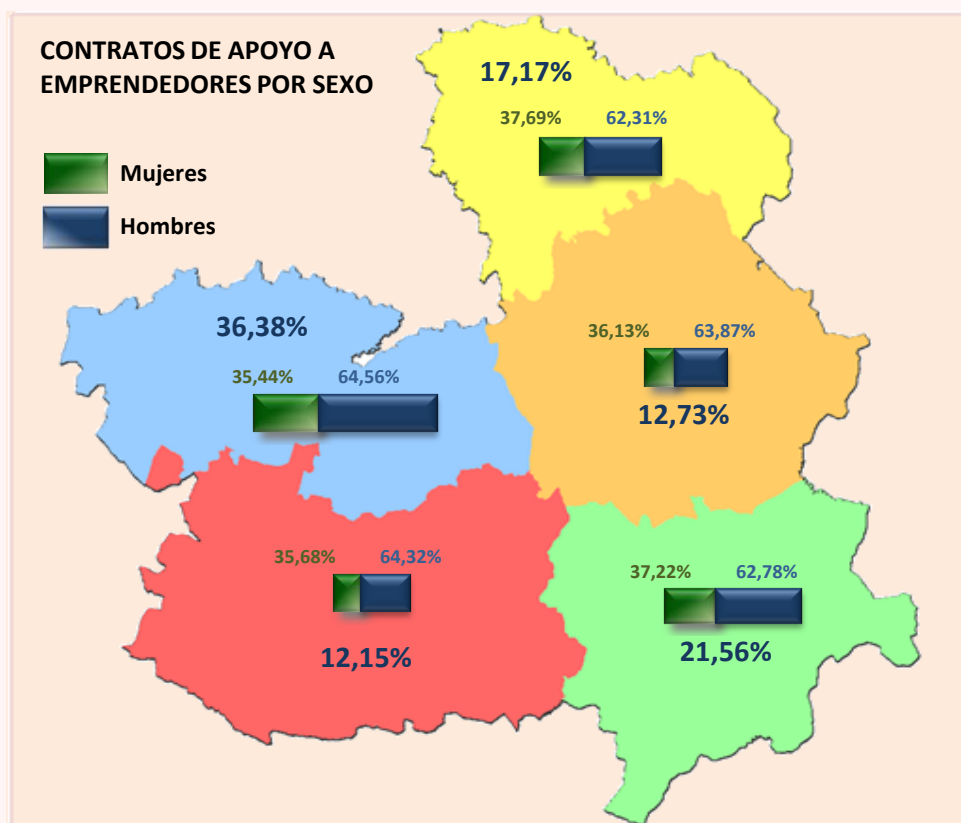 CONTRATOS DE APOYO A
EMPRENDEDORES POR SEXO
Mujeres
Hombres
17,17%
37,69% 62,31%
36,38%
35,44% 64,56%
36,13% 63,87%
12,73%
35,68% 64,32%
12,15%
37,22% 62,78%
21,56%